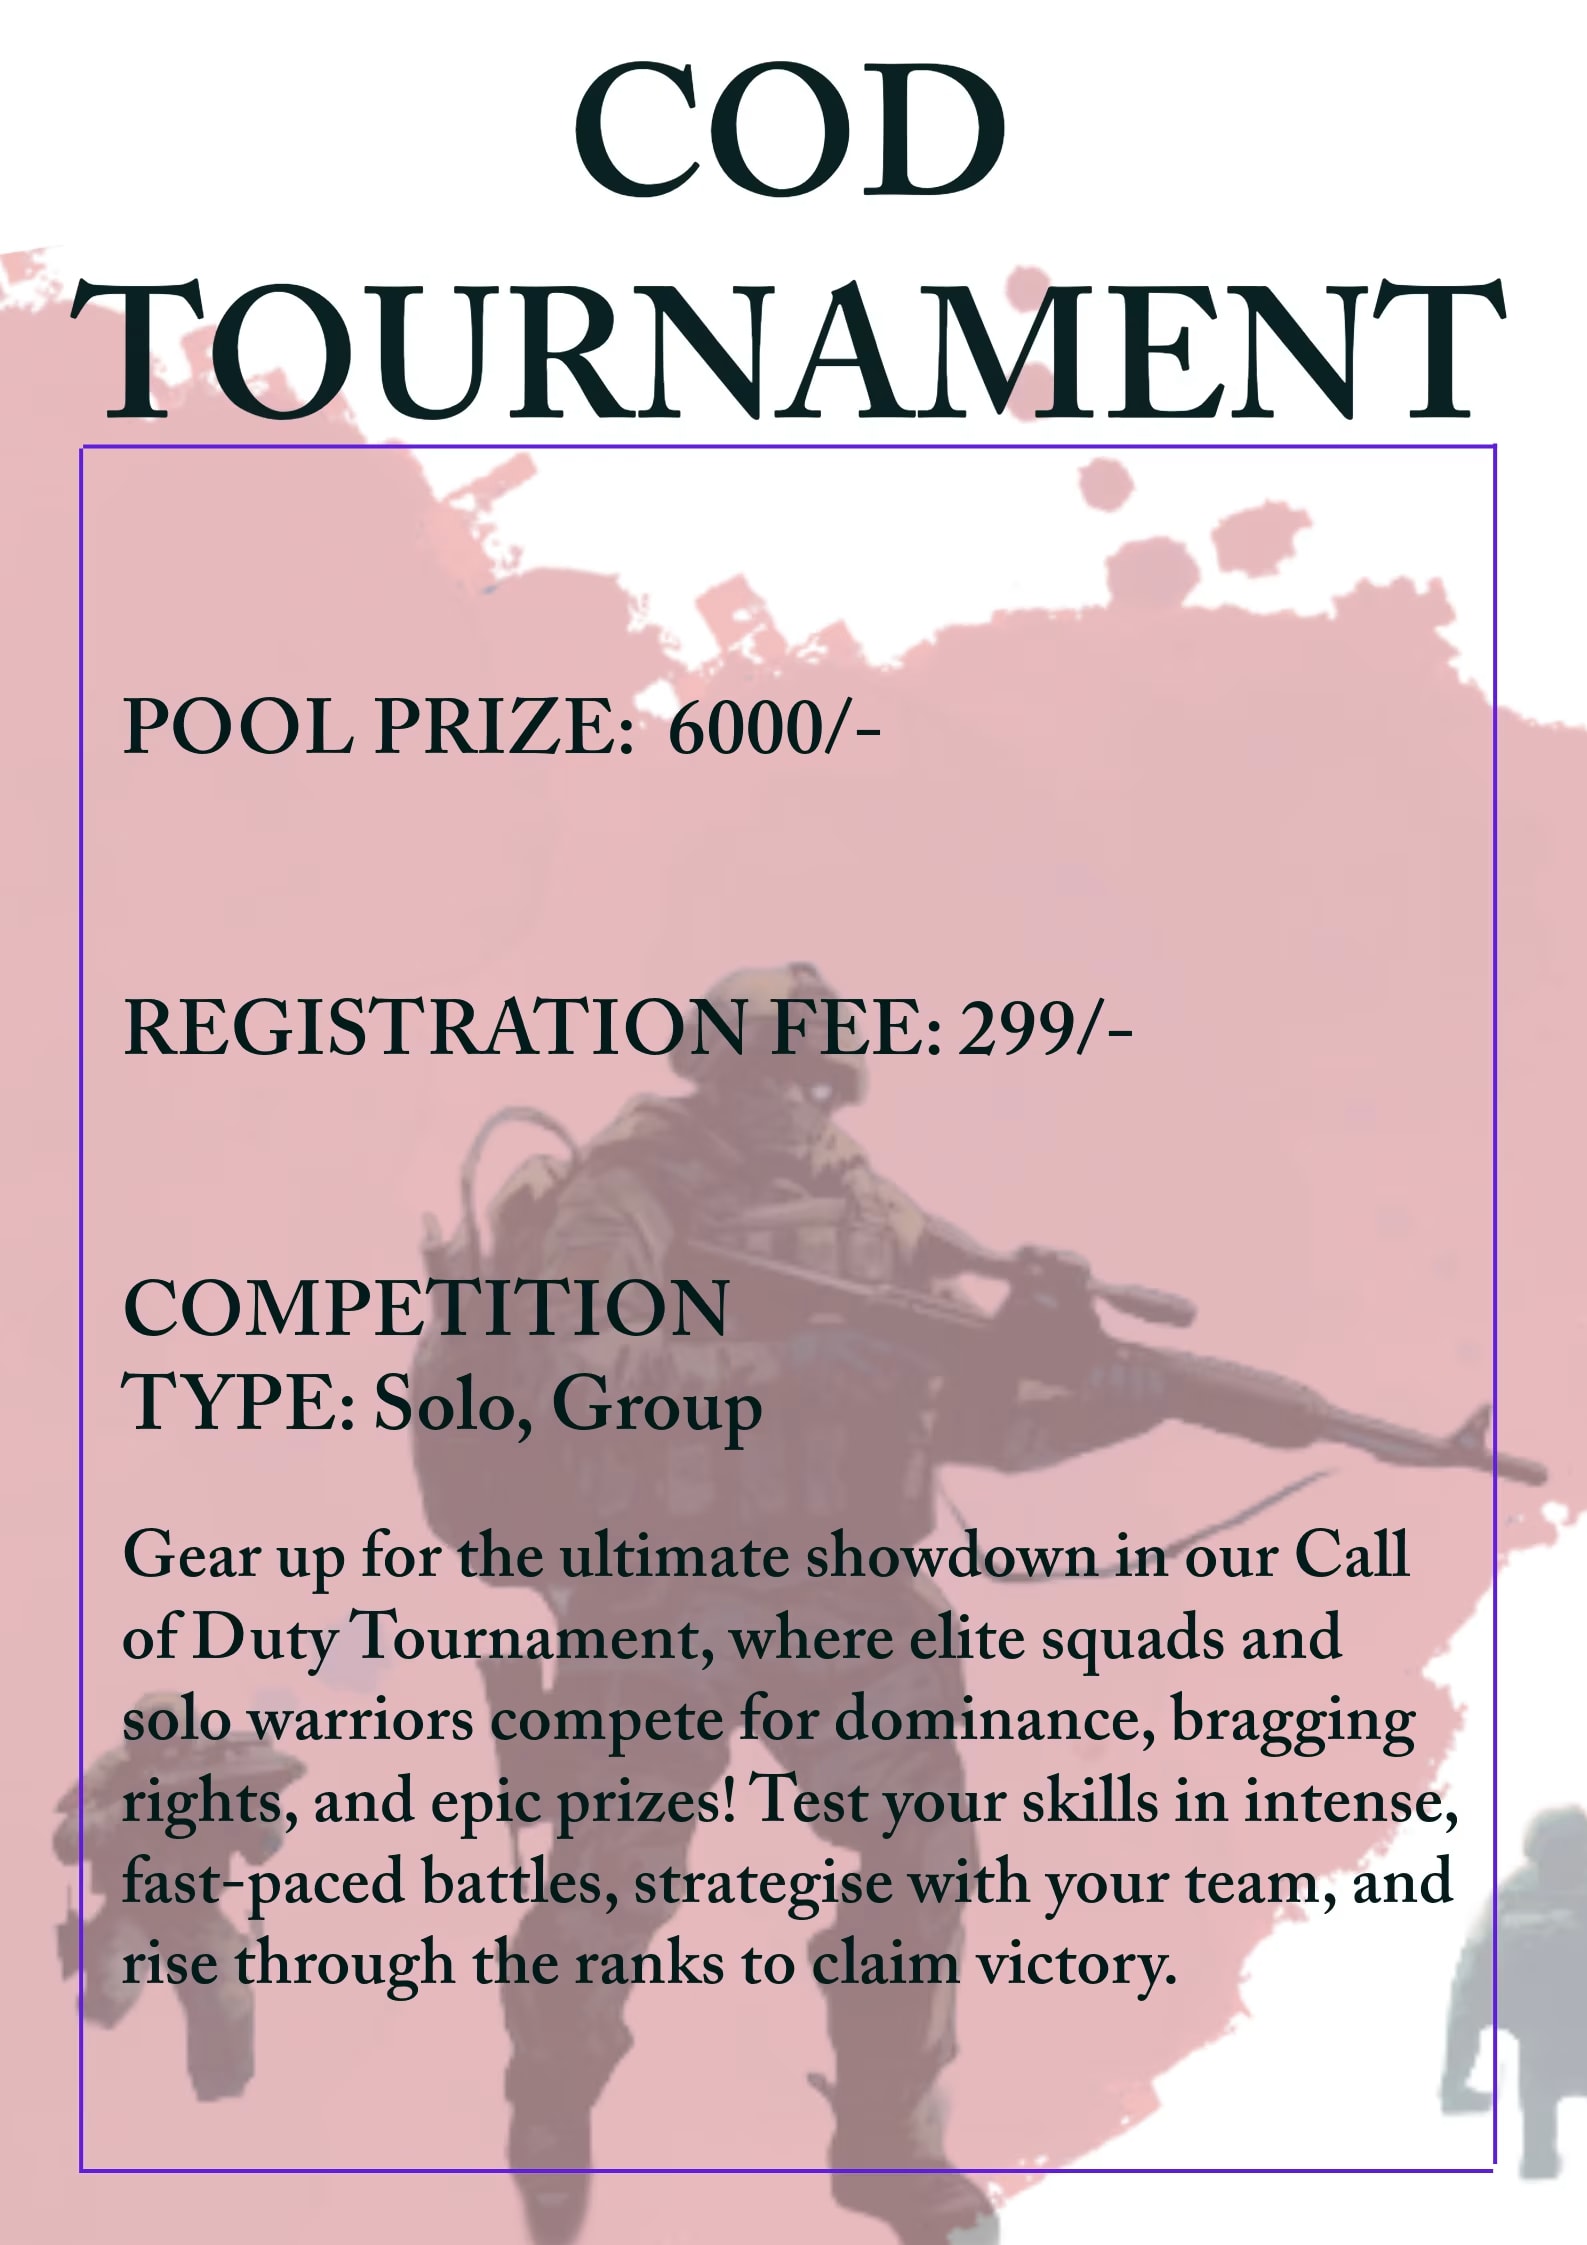 COD
TOURNAMENT
POOL PRIZE: 6000/-
REGISTRATION FEE: 299/-
COMPETITION
TYPE: Solo, Group
Gear up for the ultimate showdown in our Call
of Duty Tournament, where elite squads and
solo warriors compete for dominance, bragging
rights, and epic prizes! Test your skills in intense,
fast-paced battles, strategise with your team, and
rise through the ranks to claim victory.